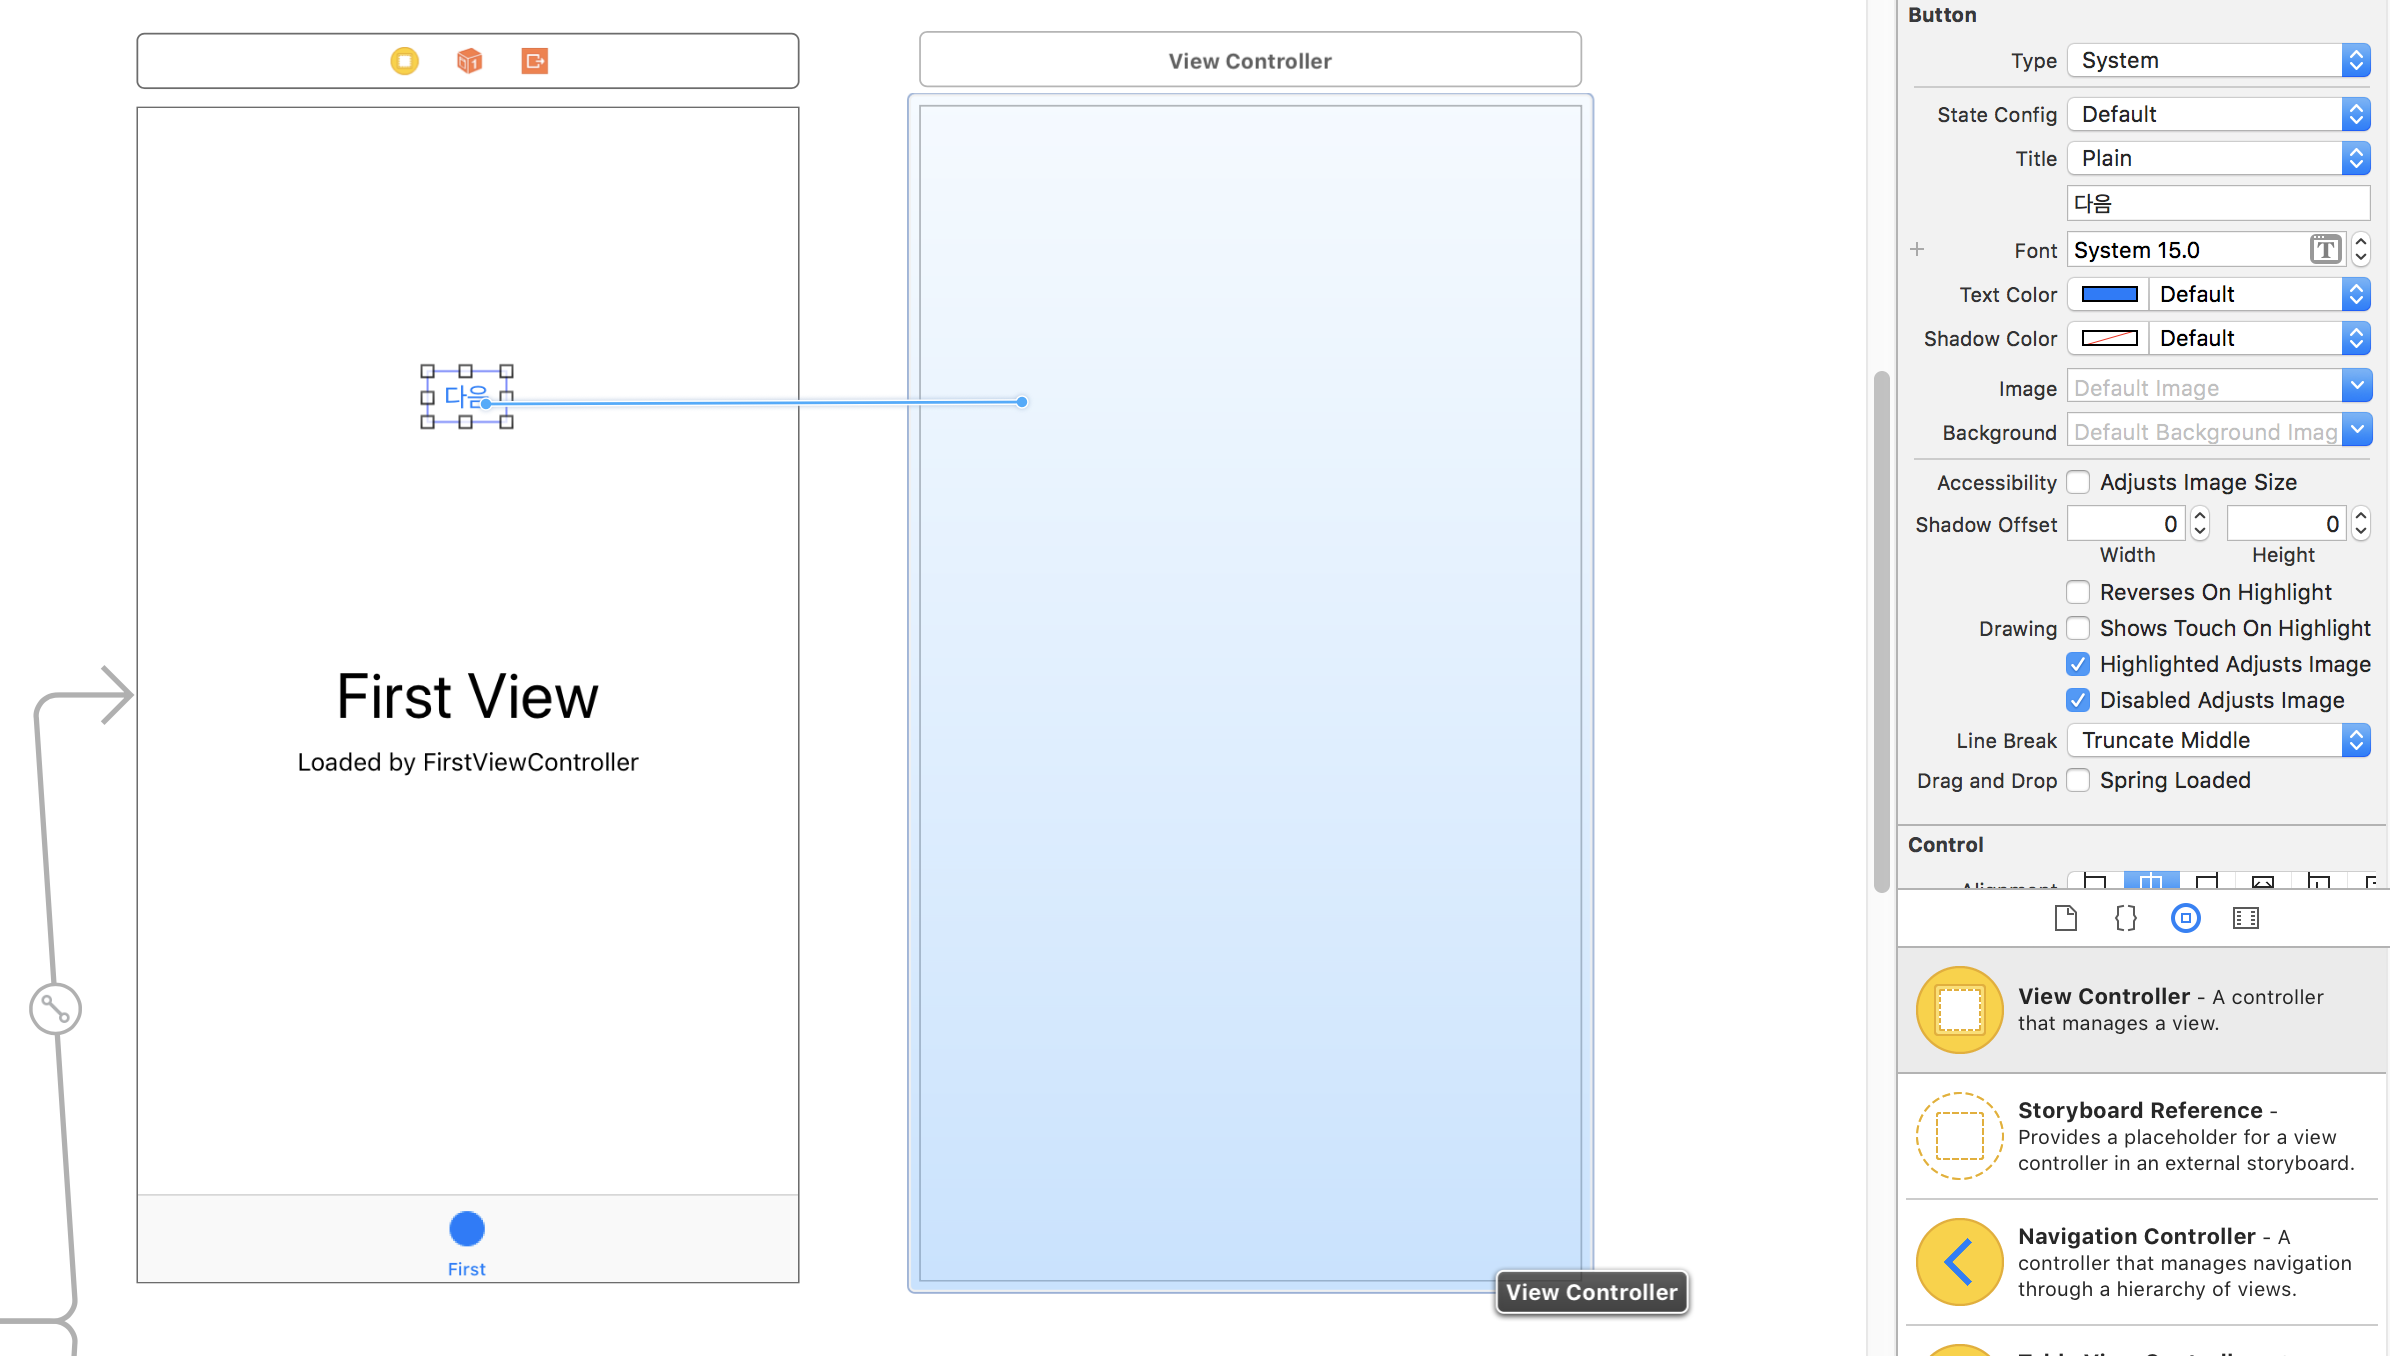 View Controller
다음
First View
Loaded by FirstViewController
First
View Controller
Button
Type System
State Config Default
Title Plain
다음
Font System 15.0
Text Color Default
Shadow Color Default
Image Default Image
Background Default Background Imag
Accessibility Adjusts Image Size
Shadow Offset 0 0
Width Height
Reverses On Highlight
Drawing Shows Touch On Highlight
Highlighted Adjusts Image
Disabled Adjusts Image
Line Break Truncate Middle
Drag and Drop Spring Loaded
Control
View Controller - A controller
that manages a view.
Storyboard Reference -
Provides a placeholder for a view
controller in an external storyboard.
Navigation Controller - A
controller that manages navigation
through a hierarchy of views.